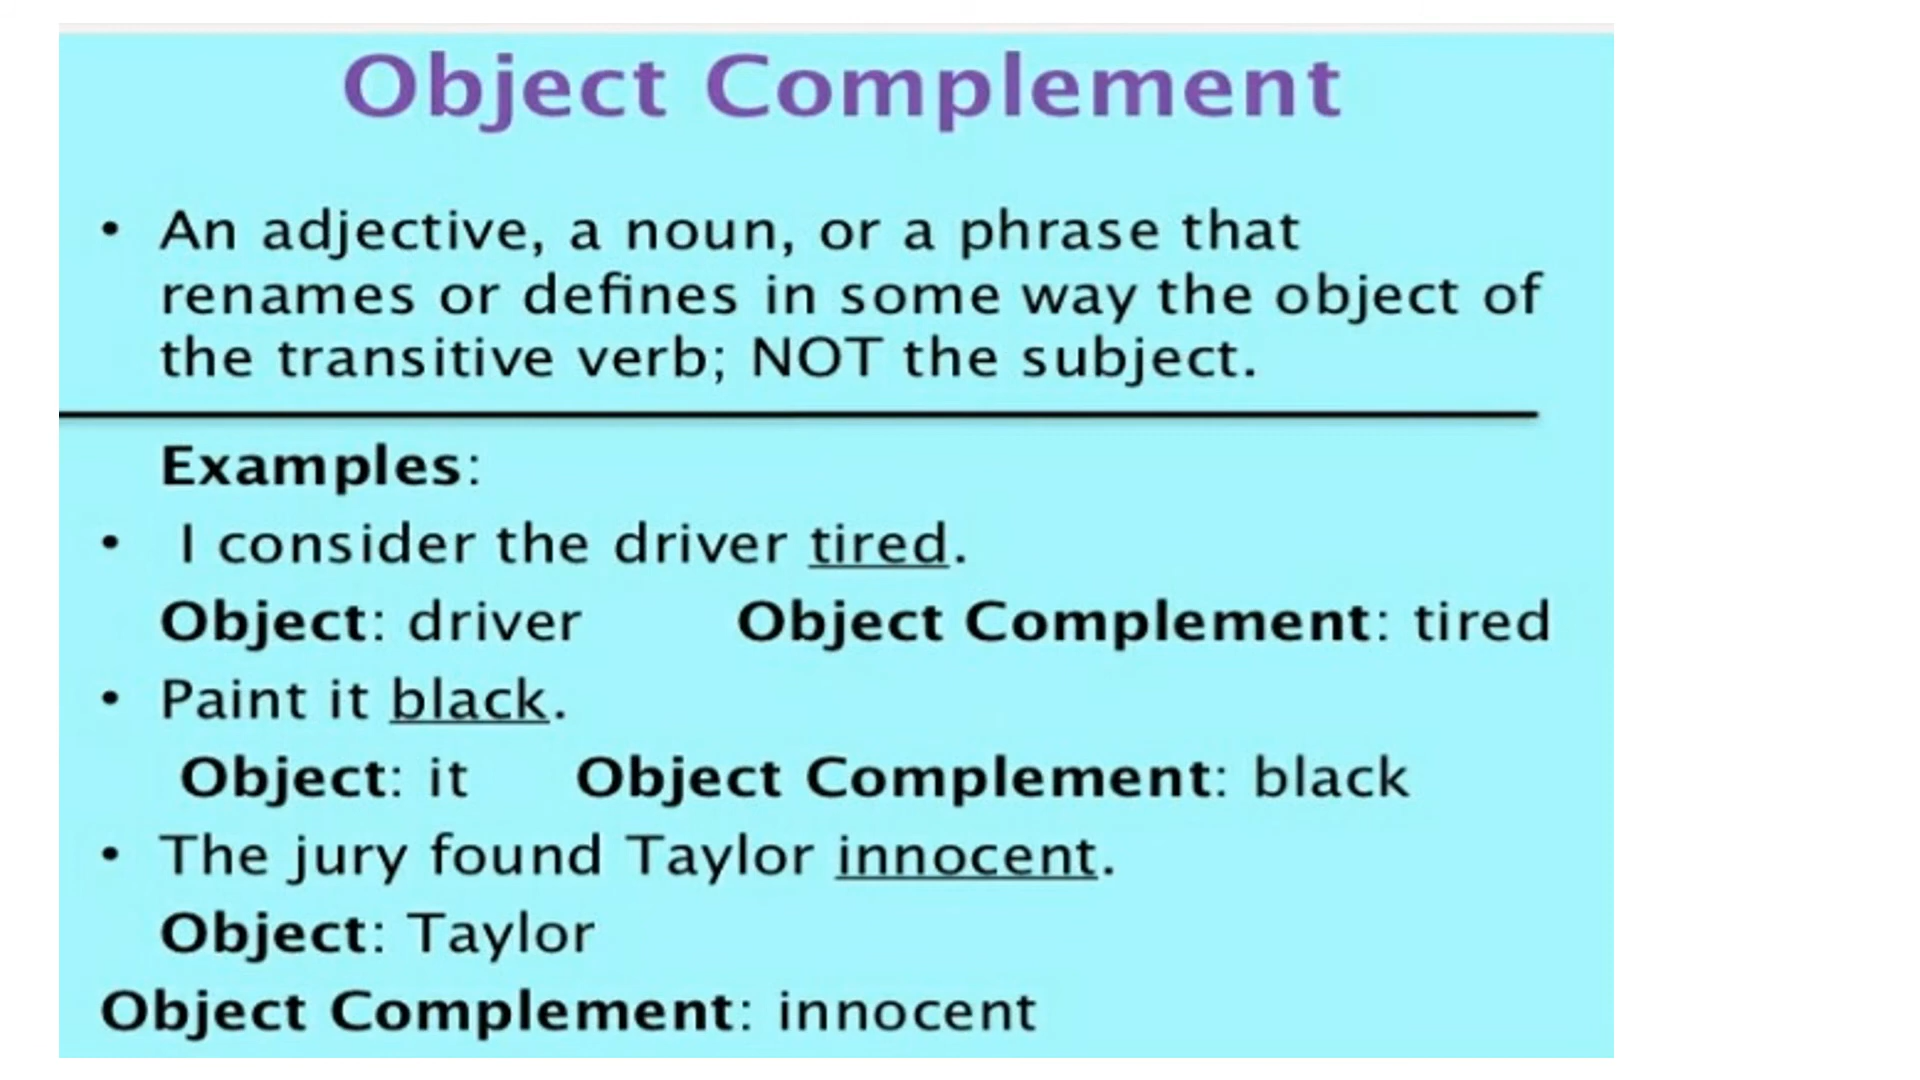 Object Complement
• An adjective, a noun, or a phrase that
renames or defines in some way the object of
the transitive verb; NOT the subject.
Examples:
• I consider the driver tired.
Object: driver Object Complement: tired
• Paint it black.
Object: it Object Complement: black
• The jury found Taylor innocent.
Object: Taylor
Object Complement: innocent